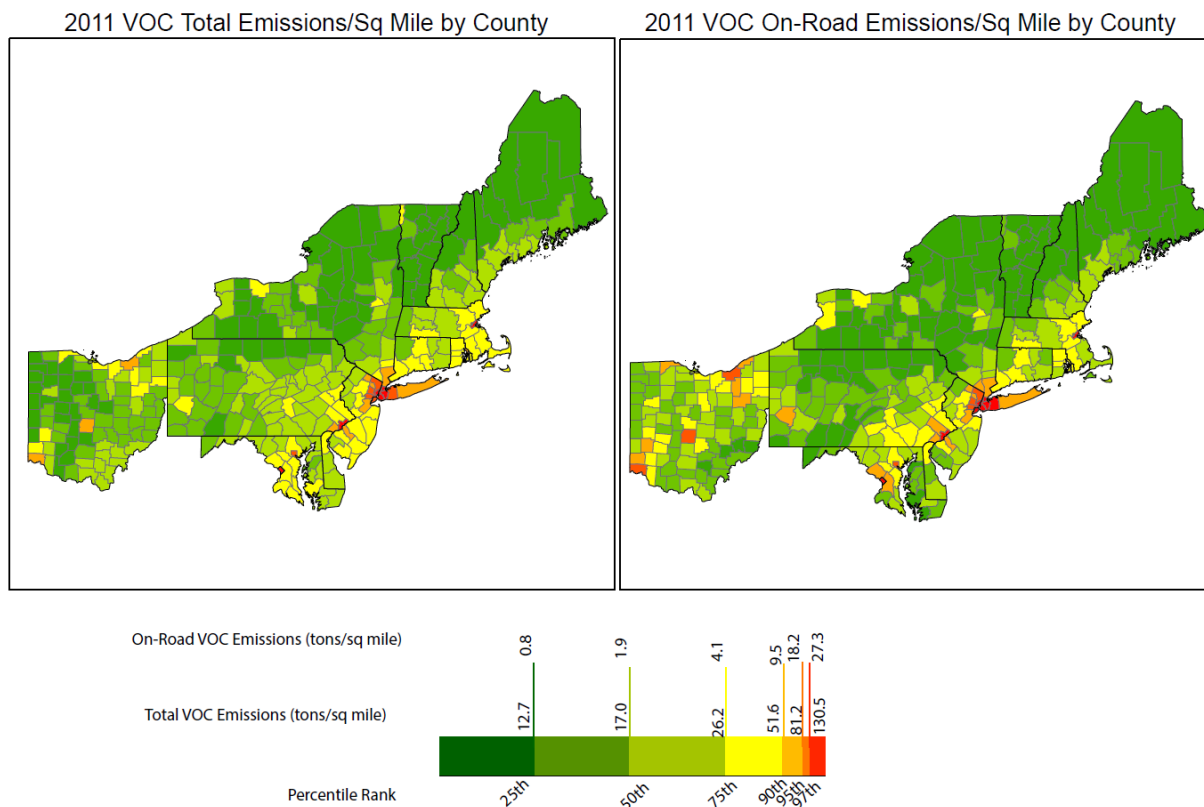 2011 VOC Total Emissions/Sq Mile by County
2011 VOC On-Road Emissions/Sq Mile by County
On-Road VOC Emissions (tons/sq mile)
0.8
1.9
4.1
9.5
18.2
27.3
Total VOC Emissions (tons/sq mile)
12.7
17.0
26.2
51.6
81.2
130.5
Percentile Rank
25th
50th
75th
90th
95th
97th